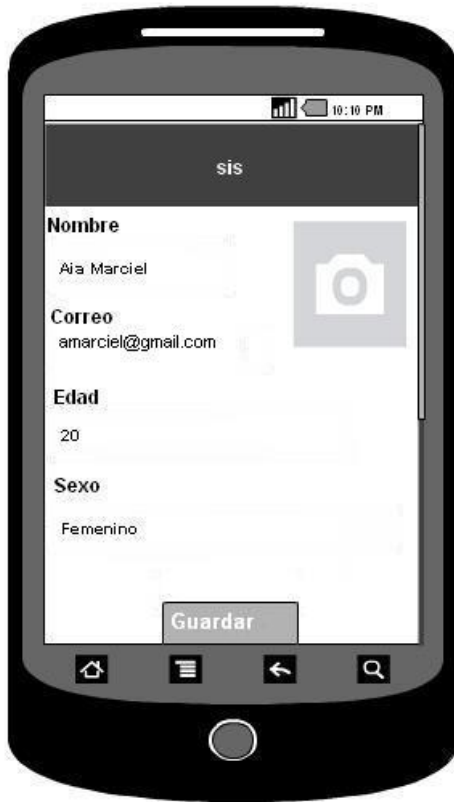 10:10 PM
sis
Nombre
Aia Marciel
Correo
amarciel@gmail.com
Edad
20
Sexo
Femenino
Guardar